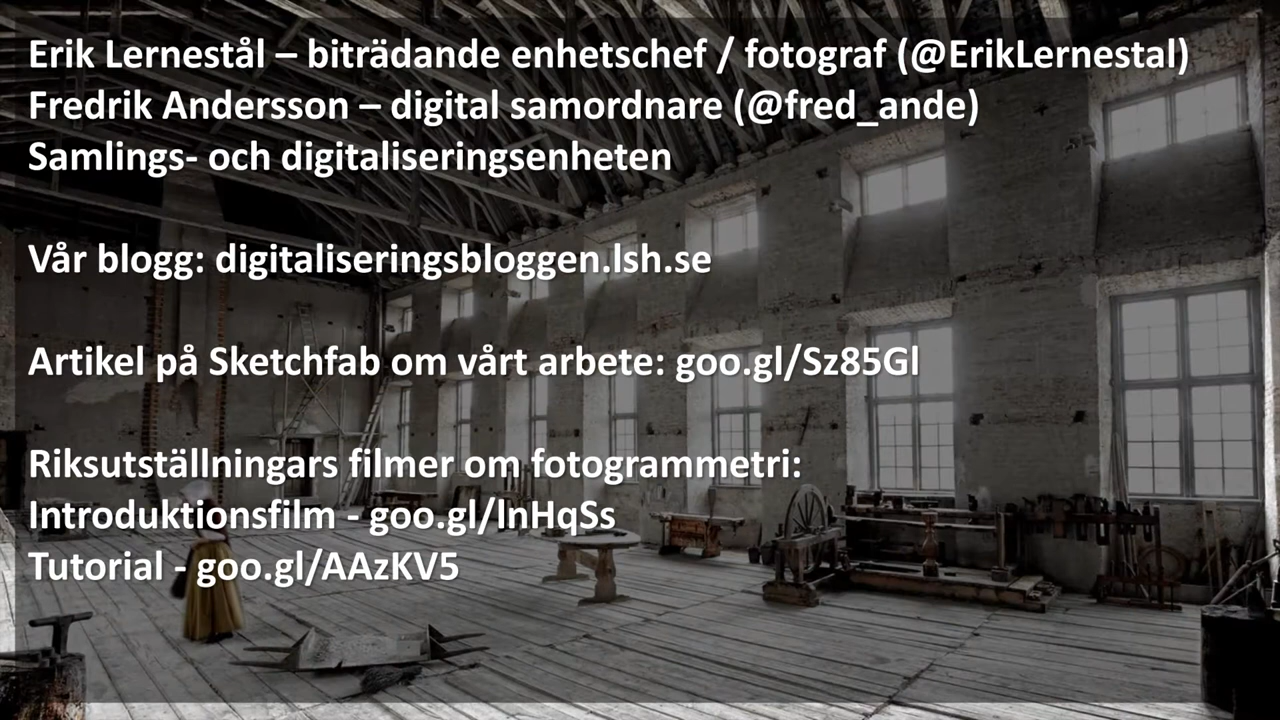 Erik Lernestål – biträdande enhetschef / fotograf (@ErikLernestal)
Fredrik Andersson – digital samordnare (@fred_ande)
Samlings- och digitaliseringsenheten
Vår blogg: digitaliseringsbloggen.lsh.se
Artikel på Sketchfab om vårt arbete: goo.gl/Sz85Gl
Riksutställningars filmer om fotogrammetri:
Introduktionsfilm - goo.gl/lnHqSs
Tutorial - goo.gl/AAzKV5